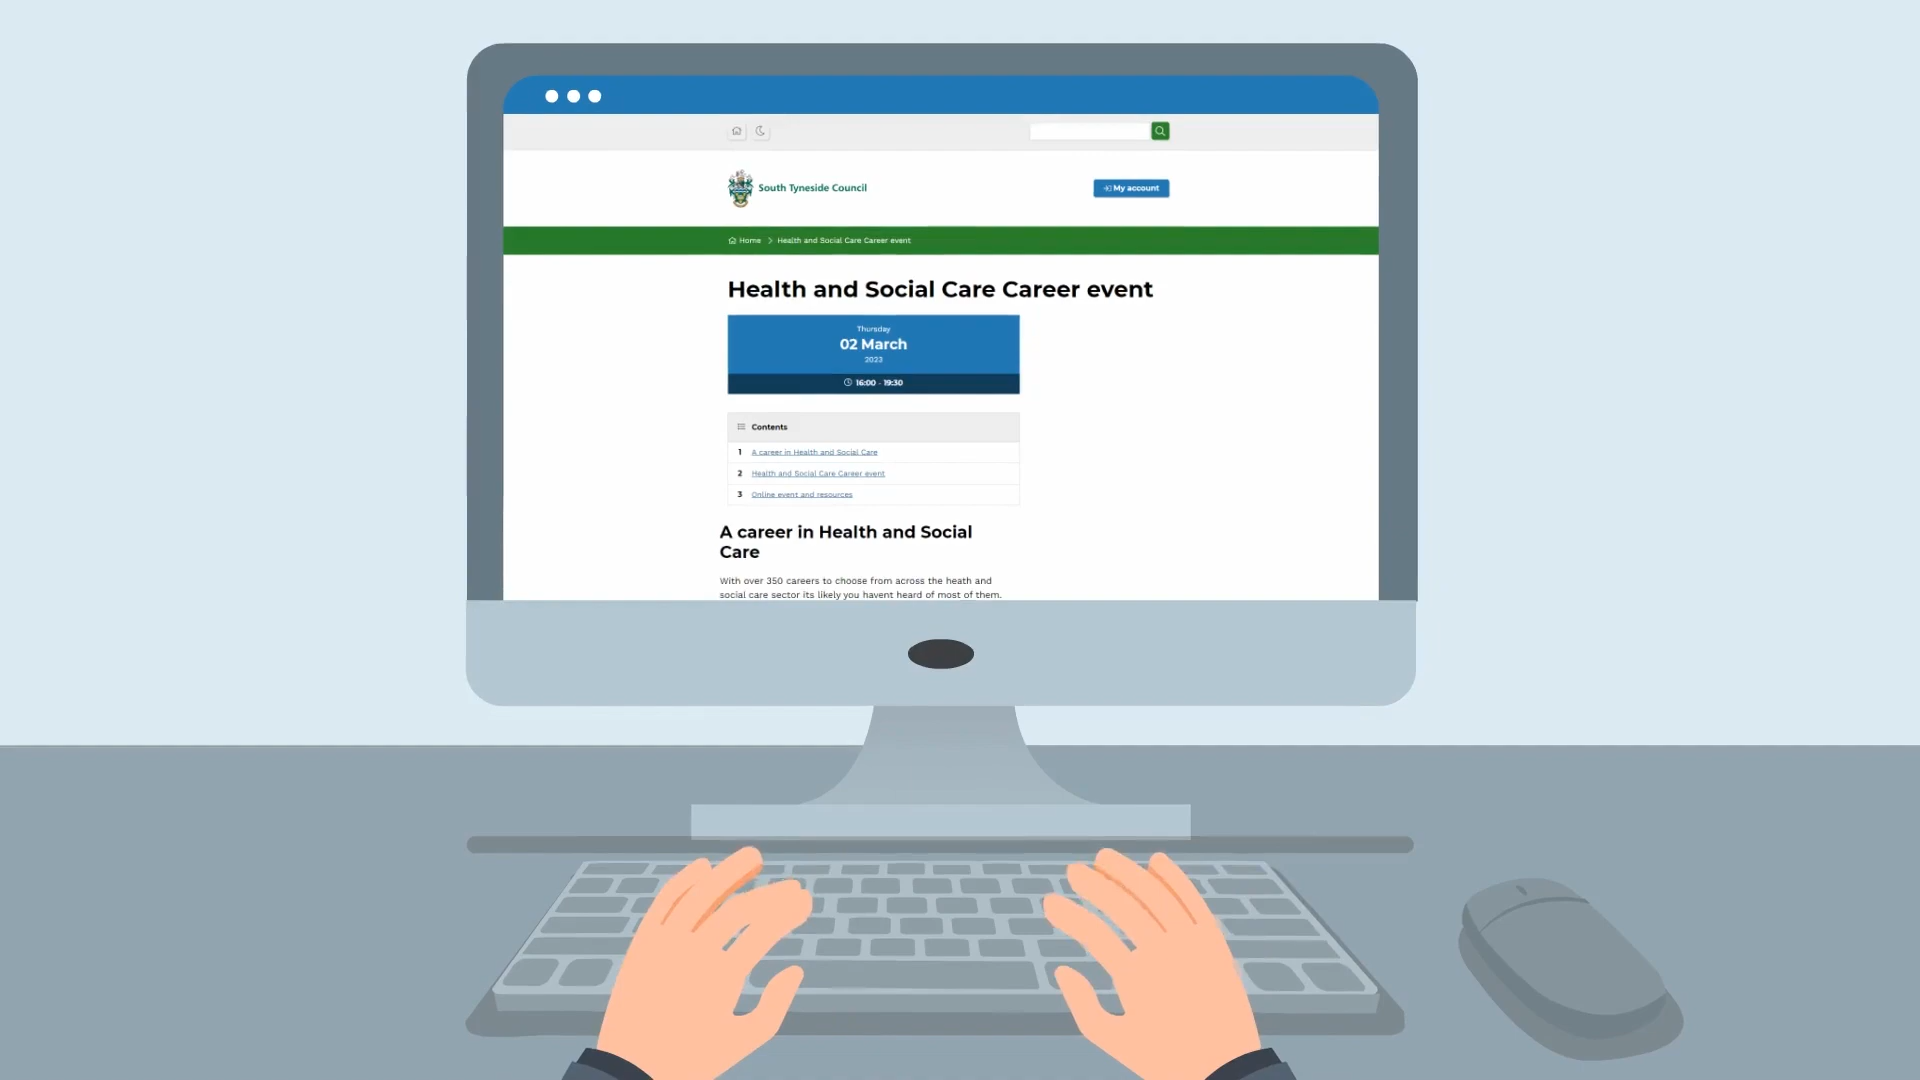 South Tyneside Council
My account
Home
Health and Social Care Career event
Health and Social Care Career event
Thursday
02 March
2023
16:00 - 19:30
Contents
1 A career in Health and Social Care
2 Health and Social Care Career event
3 Online event and resources
A career in Health and Social
Care
With over 350 careers to choose from across the heath and
social care sector its likely you havent heard of most of them.